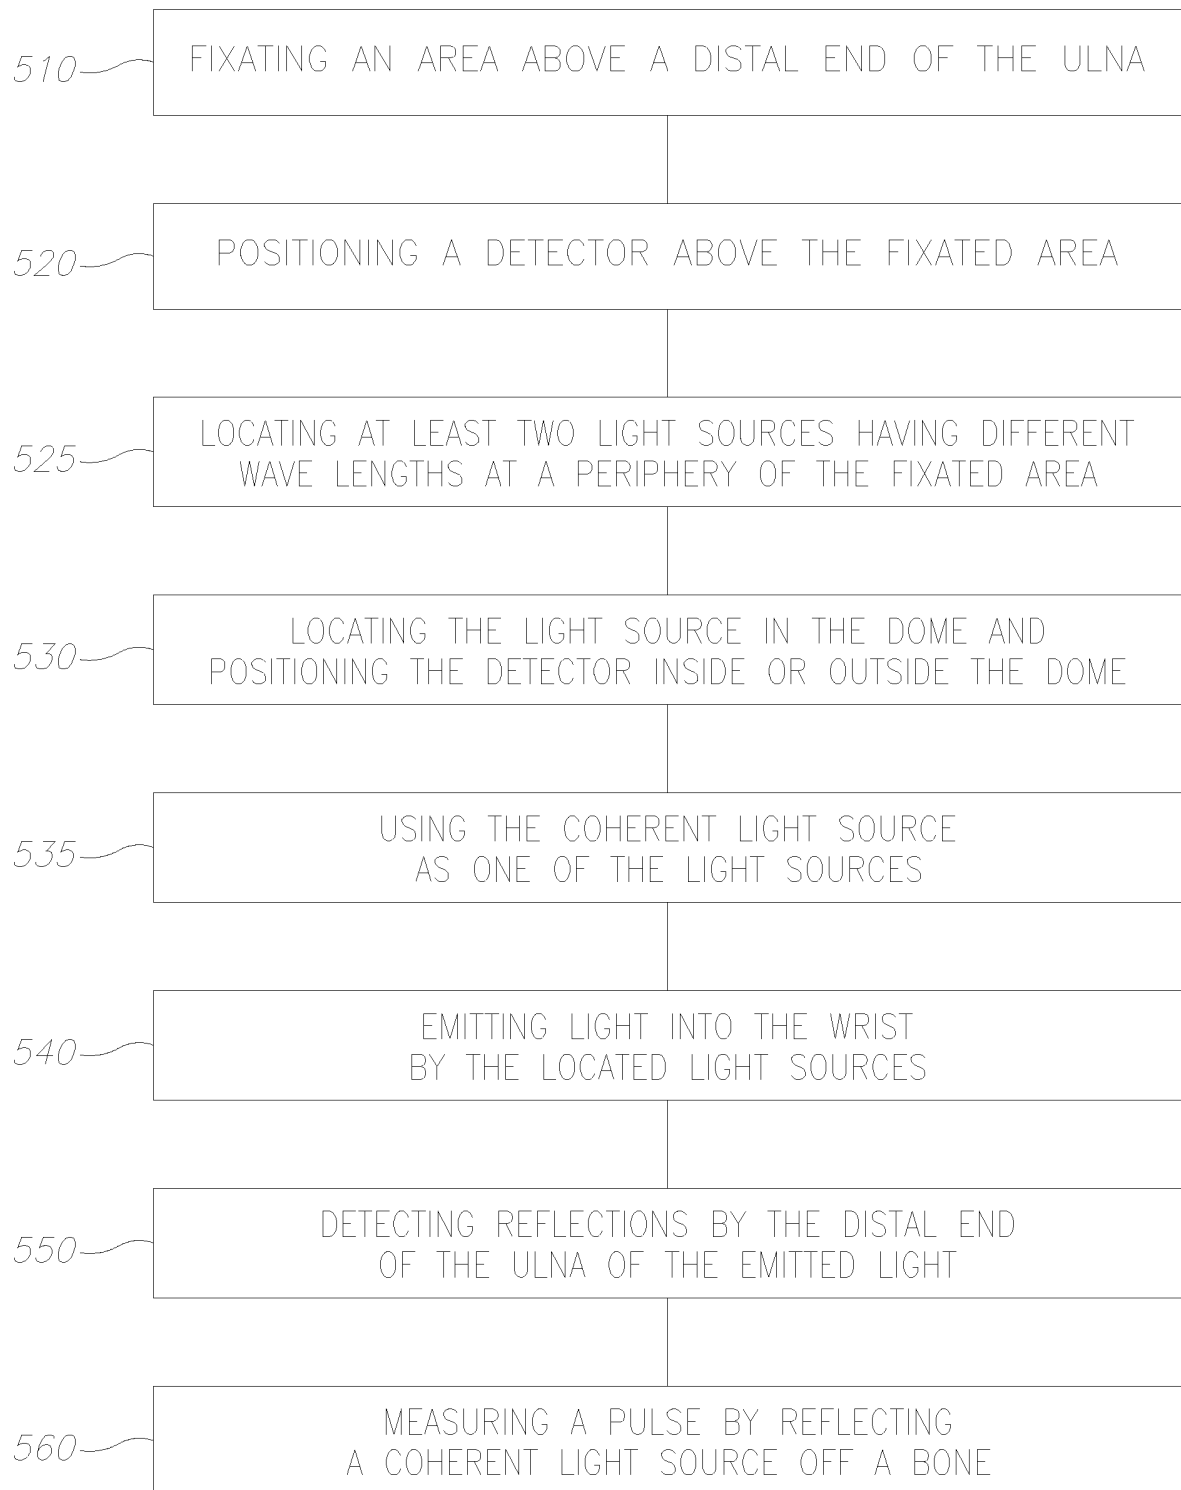 510 FIXATING AN AREA ABOVE A DISTAL END OF THE ULNA
520 POSITIONING A DETECTOR ABOVE THE FIXATED AREA
LOCATING AT LEAST TWO LIGHT SOURCES HAVING DIFFERENT
525 WAVE LENGTHS AT A PERIPHERY OF THE FIXATED AREA
LOCATING THE LIGHT SOURCE IN THE DOME AND
530 POSITIONING THE DETECTOR INSIDE OR OUTSIDE THE DOME
USING THE COHERENT LIGHT SOURCE
535 AS ONE OF THE LIGHT SOURCES
EMITTING LIGHT INTO THE WRIST
540 BY THE LOCATED LIGHT SOURCES
DETECTING REFLECTIONS BY THE DISTAL END
550 OF THE ULNA OF THE EMITTED LIGHT
MEASURING A PULSE BY REFLECTING
560 A COHERENT LIGHT SOURCE OFF A BONE